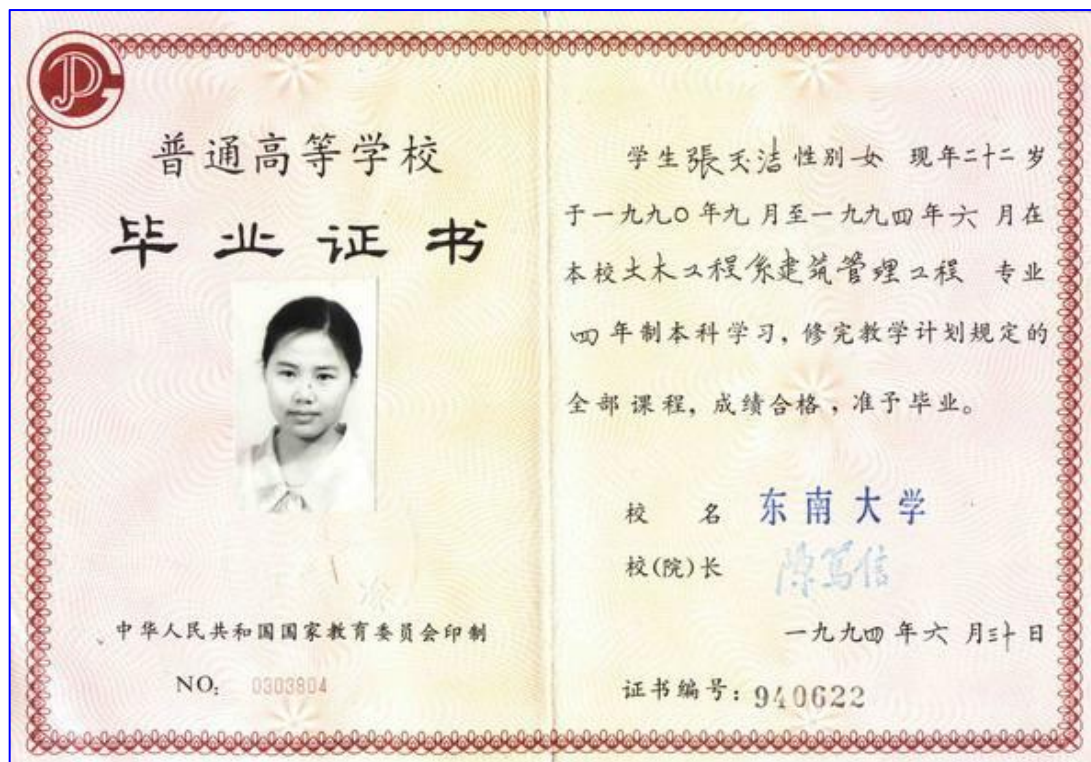 普通高等学校
毕业证书
中华人民共和国国家教育委员会印制
NO: 0303804
学生張天洁性别女 现年二十二岁
于一九九〇年九月至一九九四年六月在
本校土木工程系建筑管理工程 专业
四年制本科学习，修完教学计划规定的
全部课程，成绩合格，准予毕业。
校 名 东南大学
校(院)长 陈笃信
一九九四年六月三十日
证书编号：940622